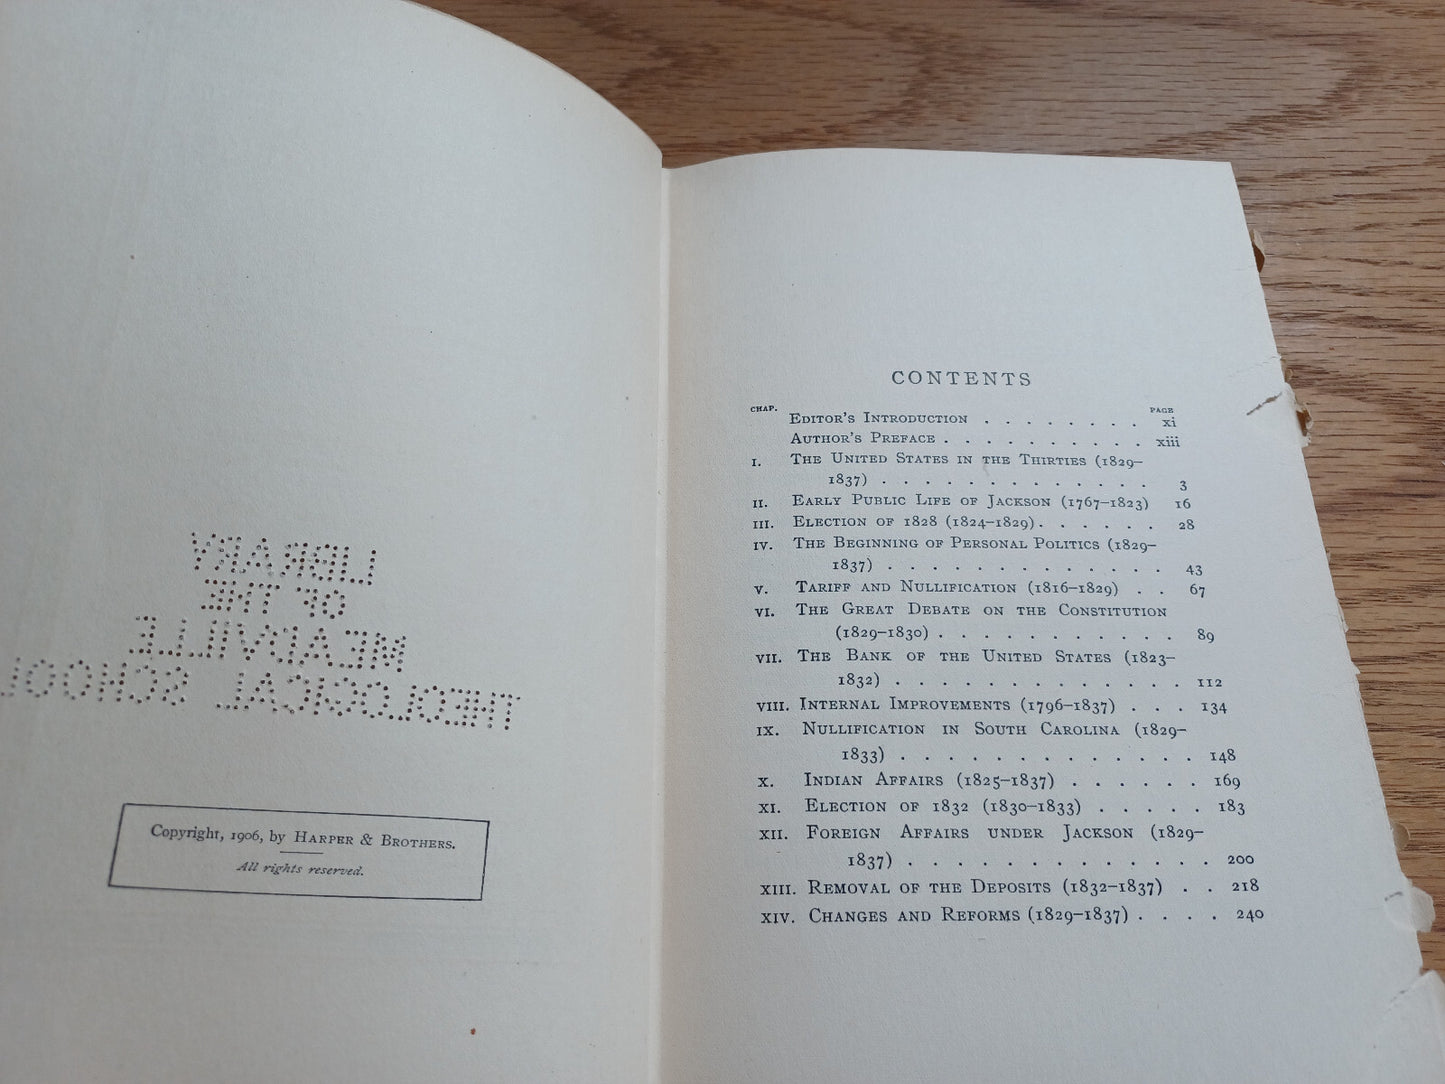 LIBRARY
OF THE
MEADVILLE
THEOLOGICAL SCHOOL
Copyright, 1906, by HARPER & BROTHERS.
All rights reserved.
CONTENTS
CHAP. PAGE
EDITOR'S INTRODUCTION . . . . . . . . xi
AUTHOR'S PREFACE . . . . . . . . . . xiii
I. THE UNITED STATES IN THE THIRTIES (1829–
1837) . . . . . . . . . . . . . 3
II. EARLY PUBLIC LIFE OF JACKSON (1767–1823) 16
III. ELECTION OF 1828 (1824–1829) . . . . . . 28
IV. THE BEGINNING OF PERSONAL POLITICS (1829–
1837) . . . . . . . . . . . . . 43
V. TARIFF AND NULLIFICATION (1816–1829) . . 67
VI. THE GREAT DEBATE ON THE CONSTITUTION
(1829–1830) . . . . . . . . . . . 89
VII. THE BANK OF THE UNITED STATES (1823–
1832) . . . . . . . . . . . . . 112
VIII. INTERNAL IMPROVEMENTS (1796–1837) . . . 134
IX. NULLIFICATION IN SOUTH CAROLINA (1829–
1833) . . . . . . . . . . . . . 148
X. INDIAN AFFAIRS (1825–1837) . . . . . . 169
XI. ELECTION OF 1832 (1830–1833) . . . . . 183
XII. FOREIGN AFFAIRS UNDER JACKSON (1829–
1837) . . . . . . . . . . . . . 200
XIII. REMOVAL OF THE DEPOSITS (1832–1837) . . 218
XIV. CHANGES AND REFORMS (1829–1837) . . . . 240